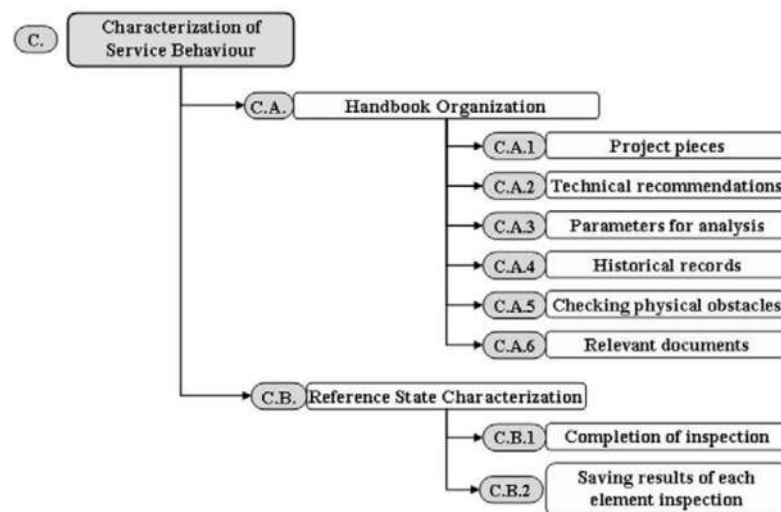 C. Characterization of
Service Behaviour
C.A. Handbook Organization
C.A.1 Project pieces
C.A.2 Technical recommendations
C.A.3 Parameters for analysis
C.A.4 Historical records
C.A.5 Checking physical obstacles
C.A.6 Relevant documents
C.B. Reference State Characterization
C.B.1 Completion of inspection
C.B.2 Saving results of each
element inspection